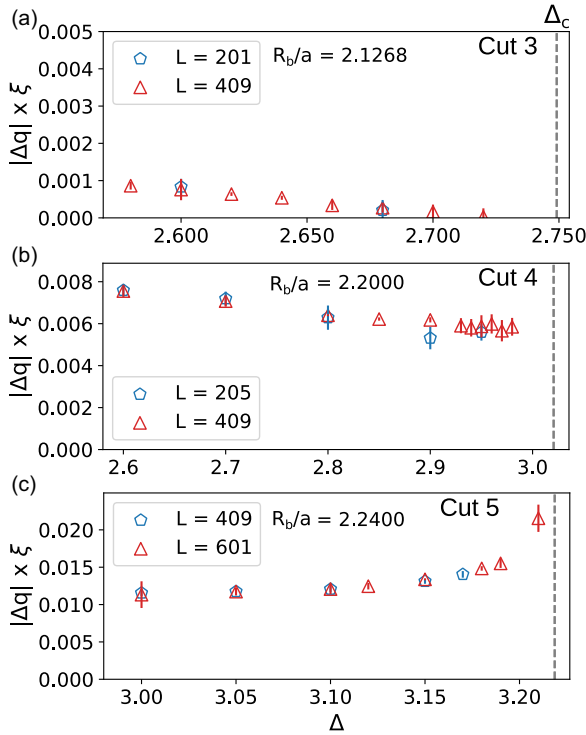 (a)
Δc
0.005
0.004
0.003
0.002
0.001
0.000
|Δq| x ξ
L = 201
L = 409
R_b/a = 2.1268
Cut 3
2.600 2.650 2.700 2.750
(b)
0.008
0.006
0.004
0.002
0.000
|Δq| x ξ
R_b/a = 2.2000
Cut 4
L = 205
L = 409
2.6 2.7 2.8 2.9 3.0
(c)
0.020
0.015
0.010
0.005
0.000
|Δq| x ξ
L = 409
L = 601
R_b/a = 2.2400
Cut 5
3.00 3.05 3.10 3.15 3.20
Δ